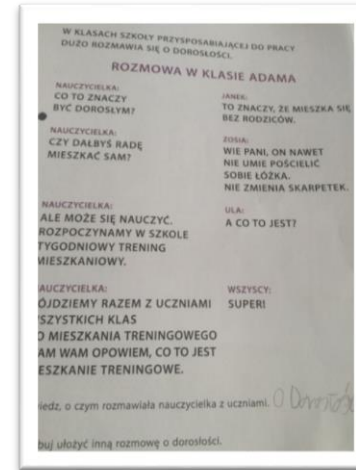 W KLASACH SZKOŁY PRZYSPOSABIAJĄCEJ DO PRACY
DUŻO ROZMAWIA SIĘ O DOROSŁOŚCI.
ROZMOWA W KLASIE ADAMA
NAUCZYCIELKA:
CO TO ZNACZY
BYĆ DOROSŁYM?
JANEK:
TO ZNACZY, ŻE MIESZKA SIĘ
BEZ RODZICÓW.
NAUCZYCIELKA:
CZY DAŁBYŚ RADĘ
MIESZKAĆ SAM?
ZOSIA:
WIE PANI, ON NAWET
NIE UMIE POŚCIELIĆ
SOBIE ŁÓŻKA.
NIE ZMIENIA SKARPETEK.
NAUCZYCIELKA:
ALE MOŻE SIĘ NAUCZYĆ.
ROZPOCZYNAMY W SZKOLE
TYGODNIOWY TRENING
MIESZKANIOWY.
ULA:
A CO TO JEST?
AUCZYCIELKA:
ÓJDZIEMY RAZEM Z UCZNIAMI
SZYSTKICH KLAS
O MIESZKANIA TRENINGOWEGO
AM WAM OPOWIEM, CO TO JEST
ESZKANIE TRENINGOWE.
WSZYSCY:
SUPER!
iedz, o czym rozmawiała nauczycielka z uczniami. O Dorosłoś
buj ułożyć inną rozmowę o dorosłości.